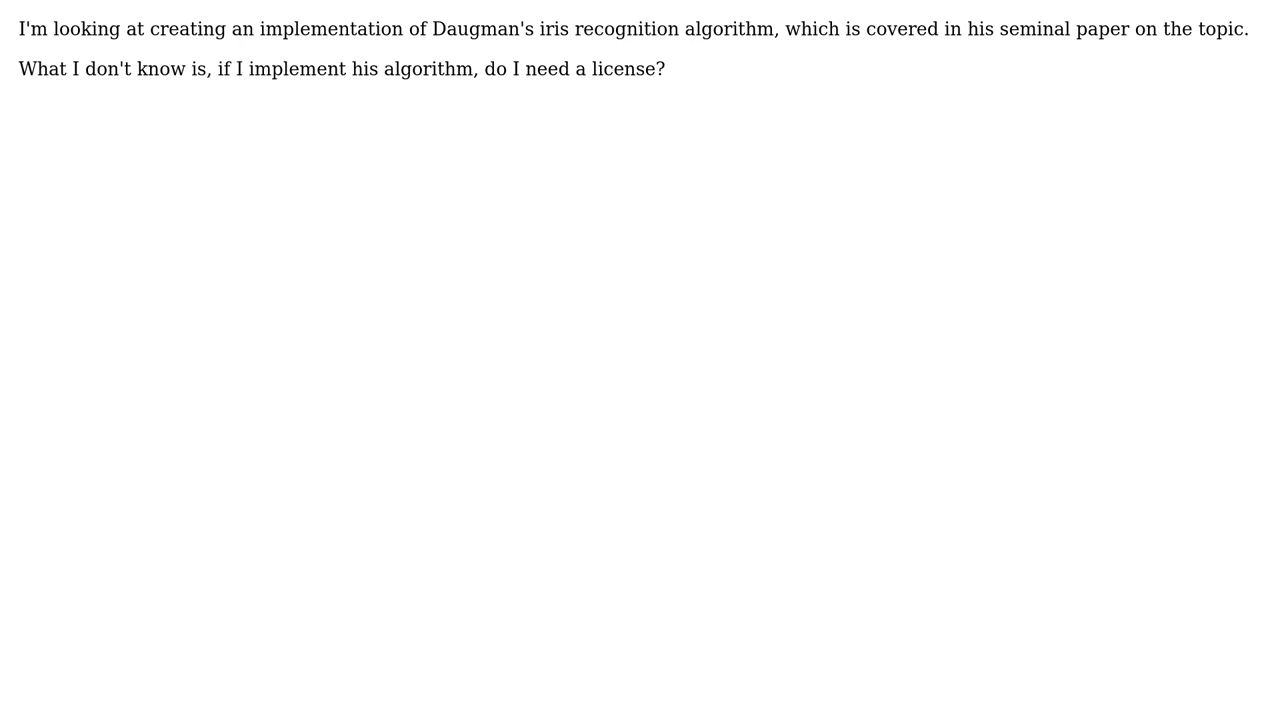 I'm looking at creating an implementation of Daugman's iris recognition algorithm, which is covered in his seminal paper on the topic.
What I don't know is, if I implement his algorithm, do I need a license?